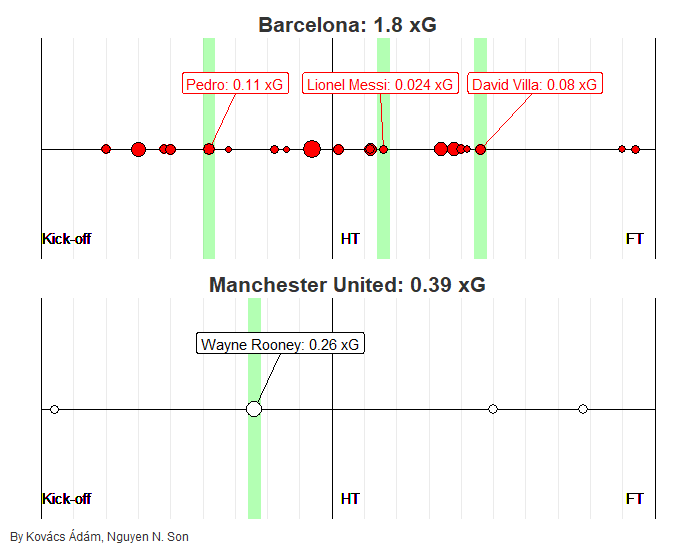 Barcelona: 1.8 xG
Pedro: 0.11 xG
Lionel Messi: 0.024 xG
David Villa: 0.08 xG
Kick-off
HT
FT
Manchester United: 0.39 xG
Wayne Rooney: 0.26 xG
Kick-off
HT
FT
By Kovács Ádám, Nguyen N. Son